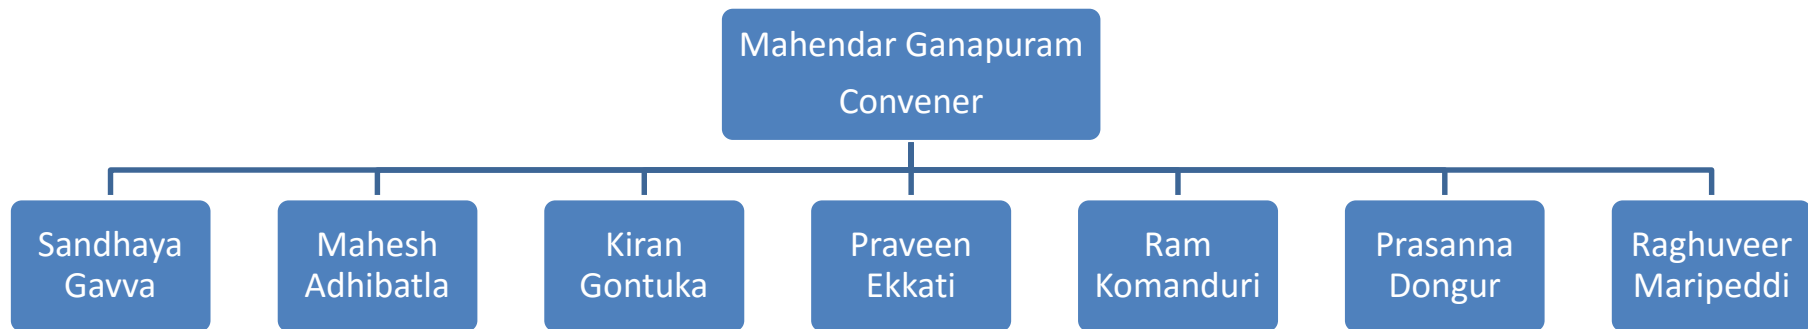 Mahendar Ganapuram
Convener
Sandhaya
Gavva
Mahesh
Adhibatla
Kiran
Gontuka
Praveen
Ekkati
Ram
Komanduri
Prasanna
Dongur
Raghuveer
Maripeddi